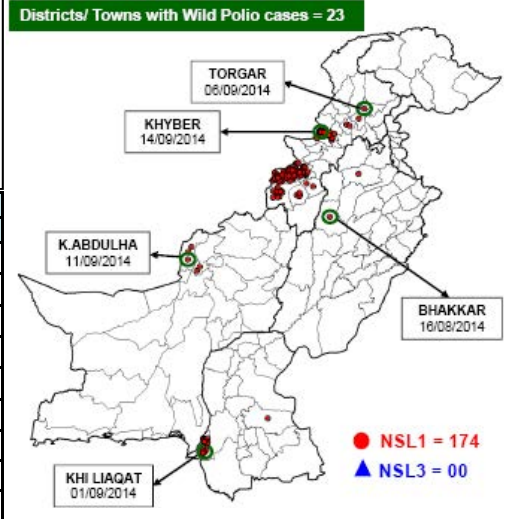 Districts/ Towns with Wild Polio cases = 23
TORGAR
06/09/2014
KHYBER
14/09/2014
K.ABDULHA
11/09/2014
BHAKKAR
16/08/2014
NSL1 = 174
NSL3 = 00
KHI LIAQAT
01/09/2014